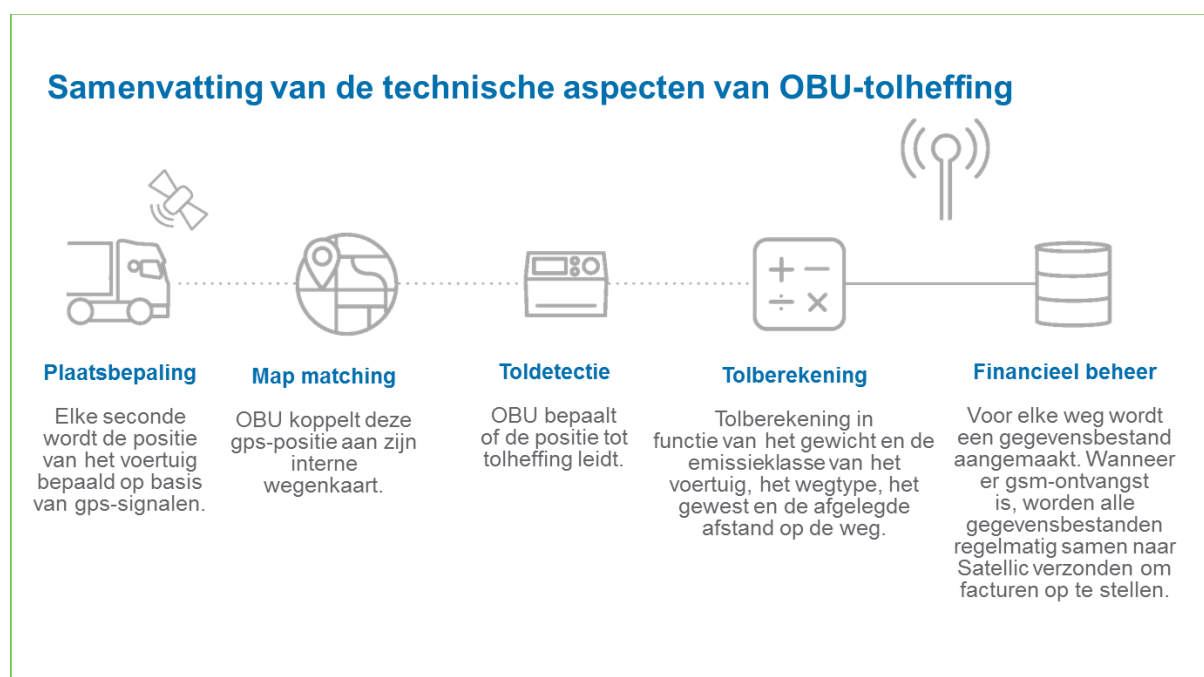 Samenvatting van de technische aspecten van OBU-tolheffing
Plaatsbepaling
Elke seconde
wordt de positie
van het voertuig
bepaald op basis
van gps-signalen.
Map matching
OBU koppelt deze
gps-positie aan zijn
interne
wegenkaart.
Toldetectie
OBU bepaalt
of de positie tot
tolheffing leidt.
Tolberekening
Tolberekening in
functie van het gewicht en de
emissieklasse van het
voertuig, het wegtype, het
gewest en de afgelegde
afstand op de weg.
Financieel beheer
Voor elke weg wordt
een gegevensbestand
aangemaakt. Wanneer
er gsm-ontvangst
is, worden alle
gegevensbestanden
regelmatig samen naar
Satellic verzonden om
facturen op te stellen.